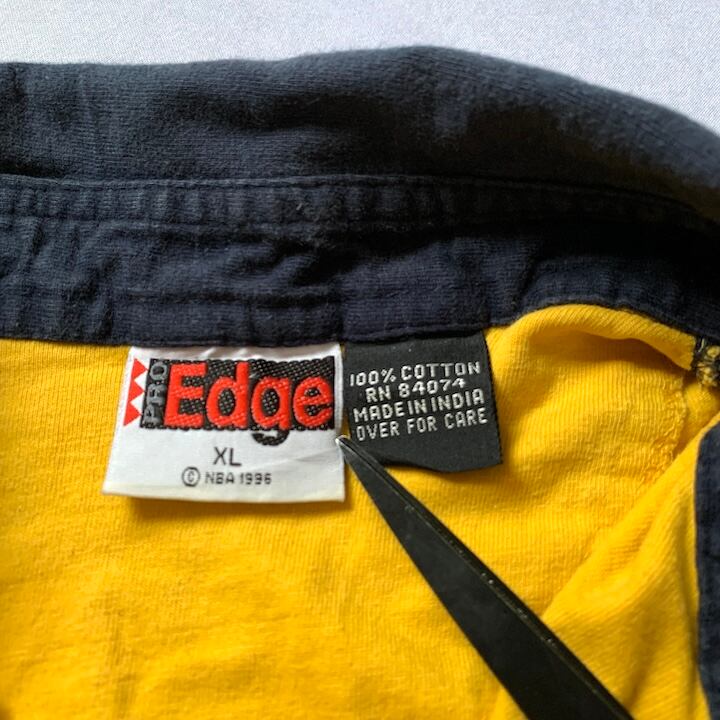 PRO Edge
XL
© NBA 1996
100% COTTON
RN 84074
MADE IN INDIA
OVER FOR CARE